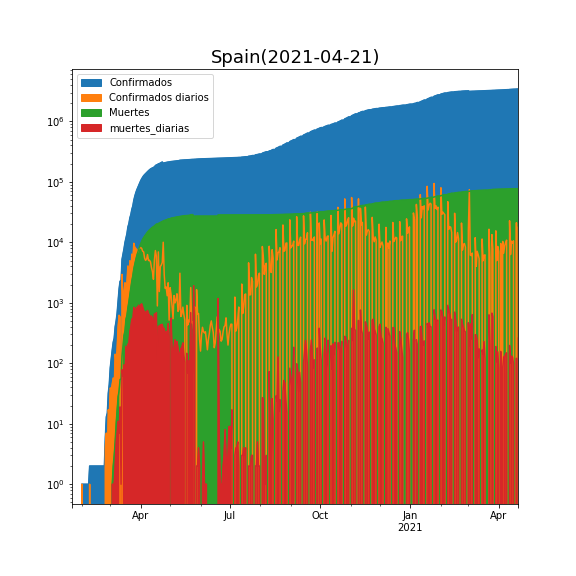 Spain(2021-04-21)
Confirmados
Confirmados diarios
Muertes
muertes_diarias
10⁶
10⁵
10⁴
10³
10²
10¹
10⁰
Apr Jul Oct Jan Apr
2021